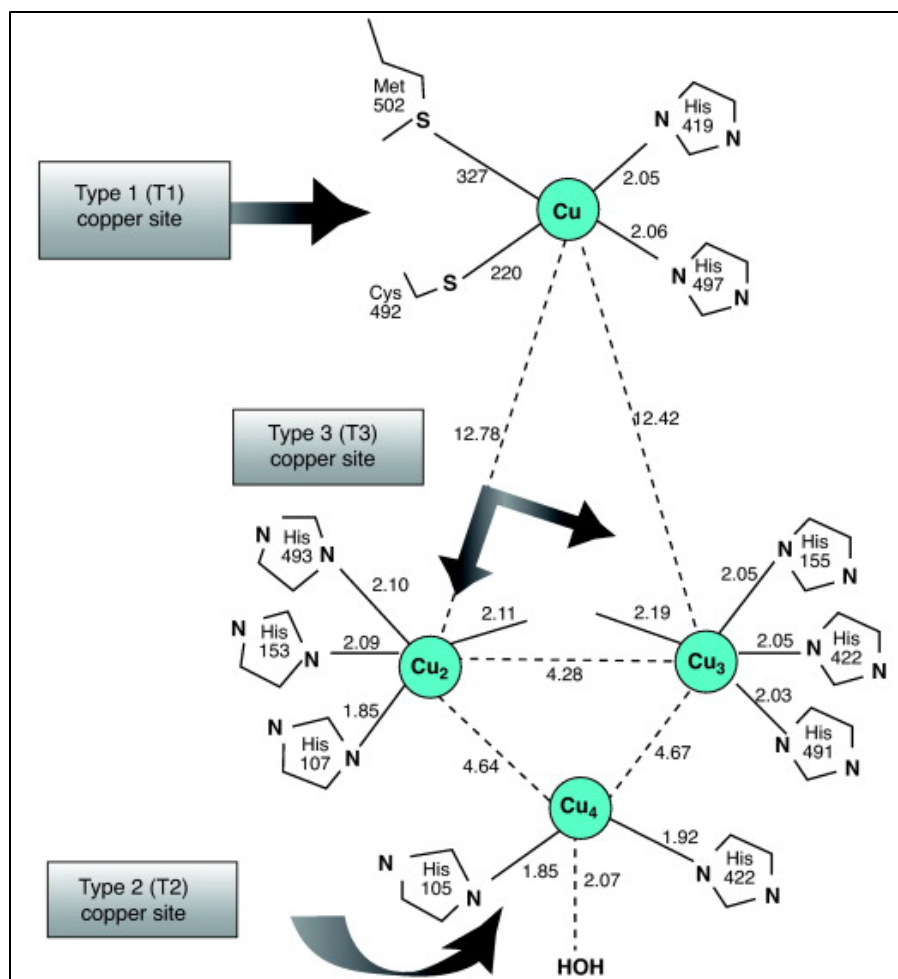 Met
502
S
N
His
419
N
327
2.05
Type 1 (T1)
copper site
Cu
2.06
220
S
Cys
492
N
His
497
N
12.78
12.42
Type 3 (T3)
copper site
N
His
493
N
2.10
2.11
2.19
2.05
N
His
155
N
His
153
N
2.09
Cu2
4.28
Cu3
2.05
N
His
422
N
1.85
2.03
N
His
107
N
4.64
4.67
N
His
491
N
Cu4
N
His
105
N
1.85
2.07
1.92
N
His
422
N
Type 2 (T2)
copper site
HOH